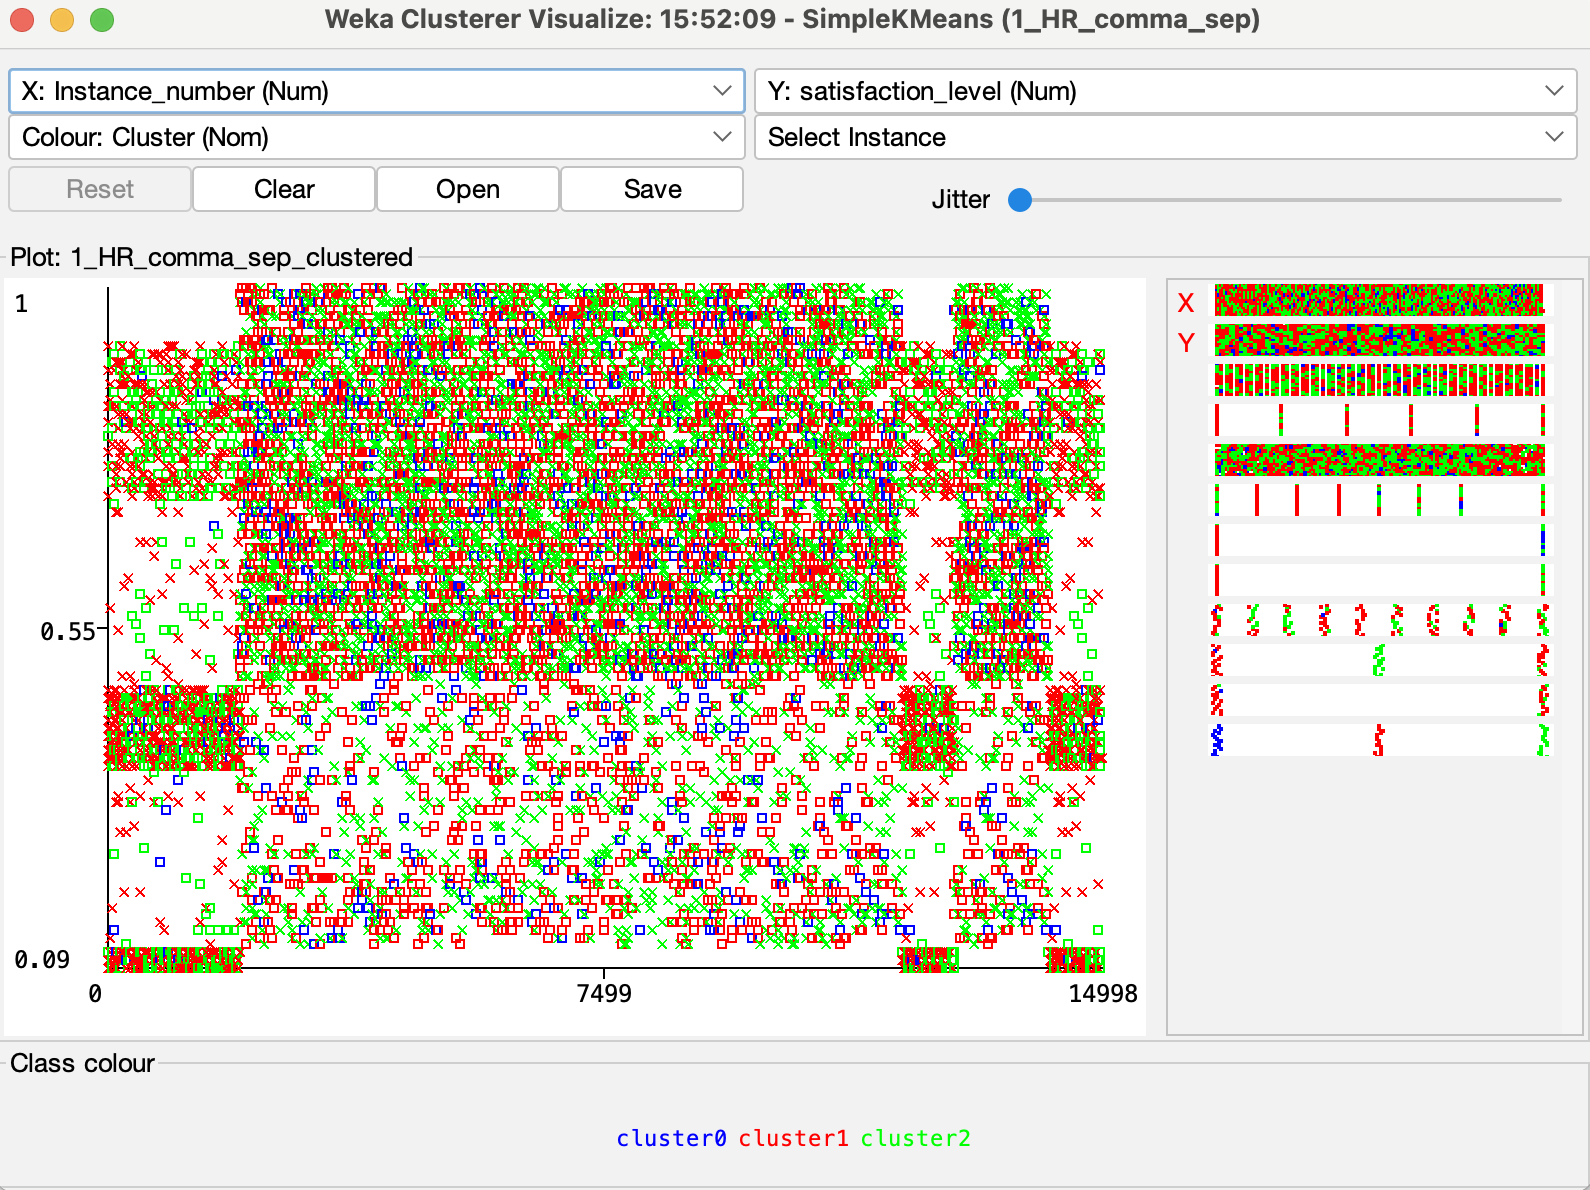 Weka Clusterer Visualize: 15:52:09 - SimpleKMeans (1_HR_comma_sep)
X: Instance_number (Num)
Y: satisfaction_level (Num)
Colour: Cluster (Nom)
Select Instance
Reset
Clear
Open
Save
Jitter
Plot: 1_HR_comma_sep_clustered
1
0.55
0.09
0
7499
14998
X
Y
Class colour
cluster0 cluster1 cluster2